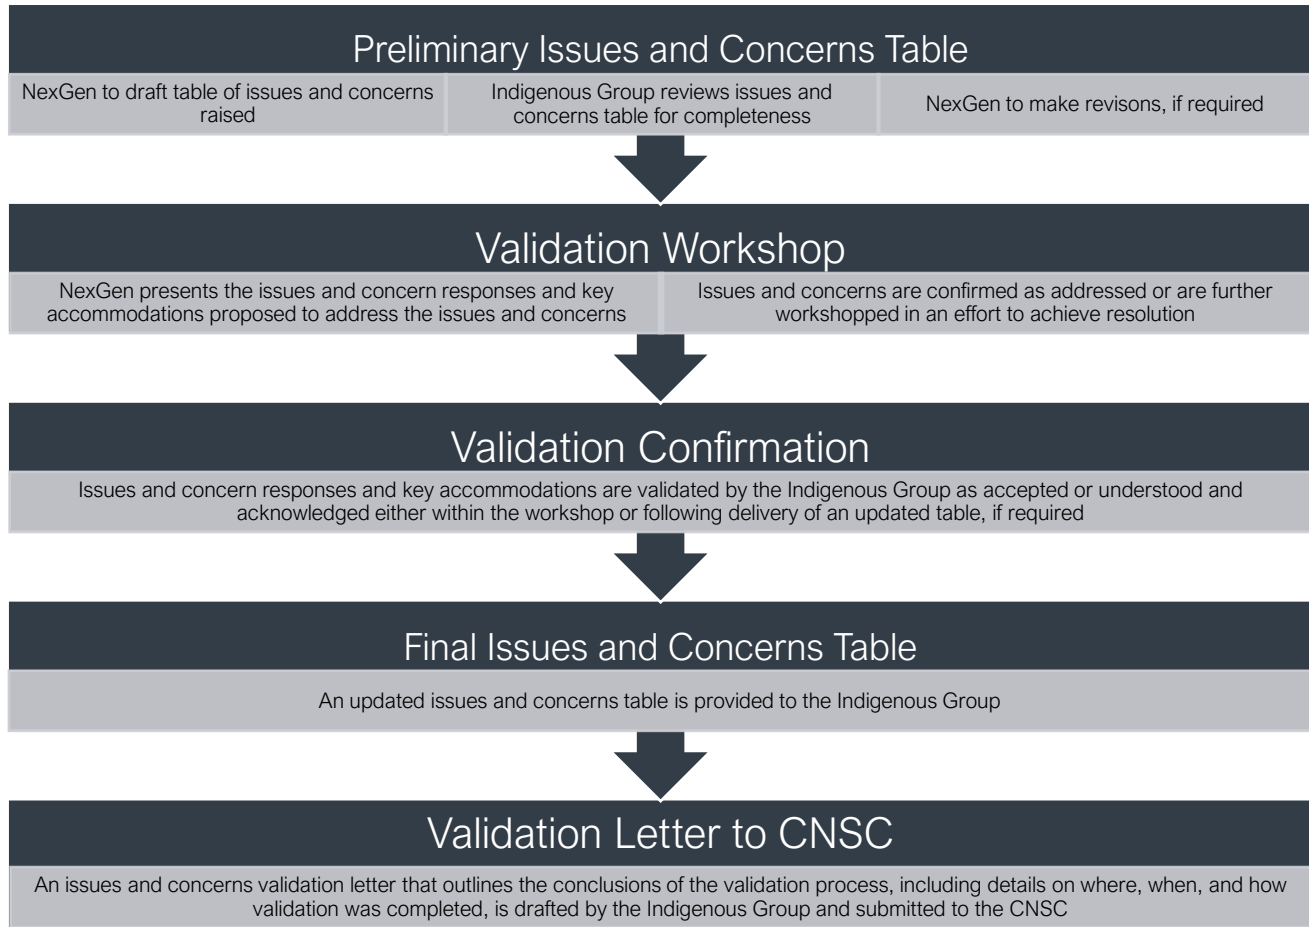 Preliminary Issues and Concerns Table
NexGen to draft table of issues and concerns
raised
Indigenous Group reviews issues and
concerns table for completeness
NexGen to make revisons, if required
Validation Workshop
NexGen presents the issues and concern responses and key
accommodations proposed to address the issues and concerns
Issues and concerns are confirmed as addressed or are further
workshopped in an effort to achieve resolution
Validation Confirmation
Issues and concern responses and key accommodations are validated by the Indigenous Group as accepted or understood and
acknowledged either within the workshop or following delivery of an updated table, if required
Final Issues and Concerns Table
An updated issues and concerns table is provided to the Indigenous Group
Validation Letter to CNSC
An issues and concerns validation letter that outlines the conclusions of the validation process, including details on where, when, and how
validation was completed, is drafted by the Indigenous Group and submitted to the CNSC